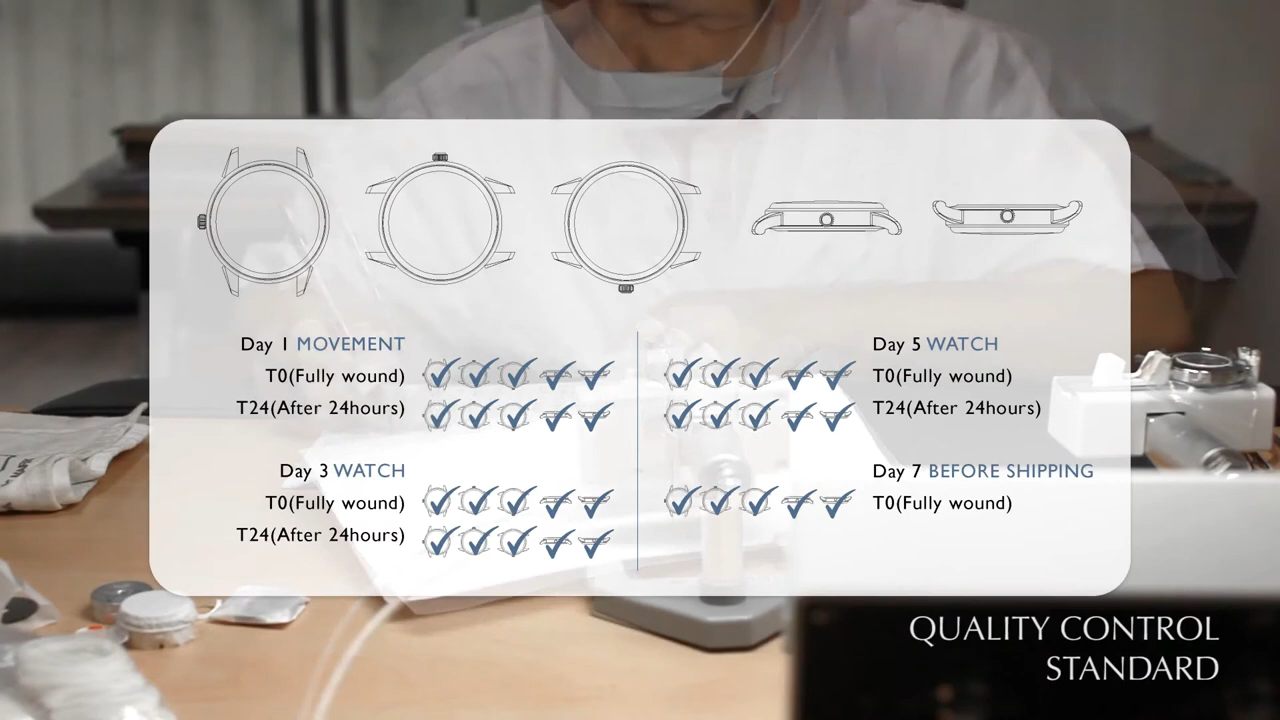 Day 1 MOVEMENT
T0(Fully wound)
T24(After 24hours)
Day 3 WATCH
T0(Fully wound)
T24(After 24hours)
Day 5 WATCH
T0(Fully wound)
T24(After 24hours)
Day 7 BEFORE SHIPPING
T0(Fully wound)
QUALITY CONTROL
STANDARD